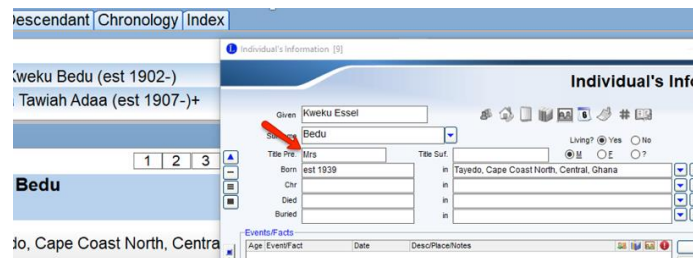 Descendant Chronology Index
Individual's Information [9]
Kweku Bedu (est 1902-)
Individual's Info
Tawiah Adaa (est 1907-)+
Given Kweku Essel
Surname Bedu
Living? Yes No
1 2 3
Title Pre. Mrs Title Suf. M F ?
Bedu
Born est 1939 in Tayedo, Cape Coast North, Central, Ghana
Chr in
Died in
Buried in
do, Cape Coast North, Centra
Events/Facts
Age Event/Fact Date Desc/Place/Notes